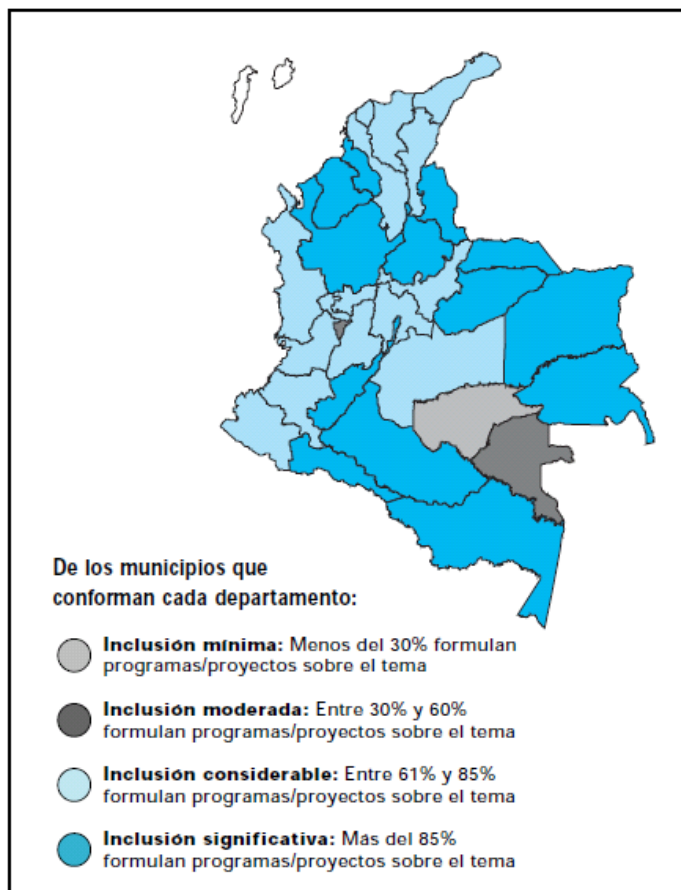 De los municipios que
conforman cada departamento:
Inclusión mínima: Menos del 30% formulan
programas/proyectos sobre el tema
Inclusión moderada: Entre 30% y 60%
formulan programas/proyectos sobre el tema
Inclusión considerable: Entre 61% y 85%
formulan programas/proyectos sobre el tema
Inclusión significativa: Más del 85%
formulan programas/proyectos sobre el tema